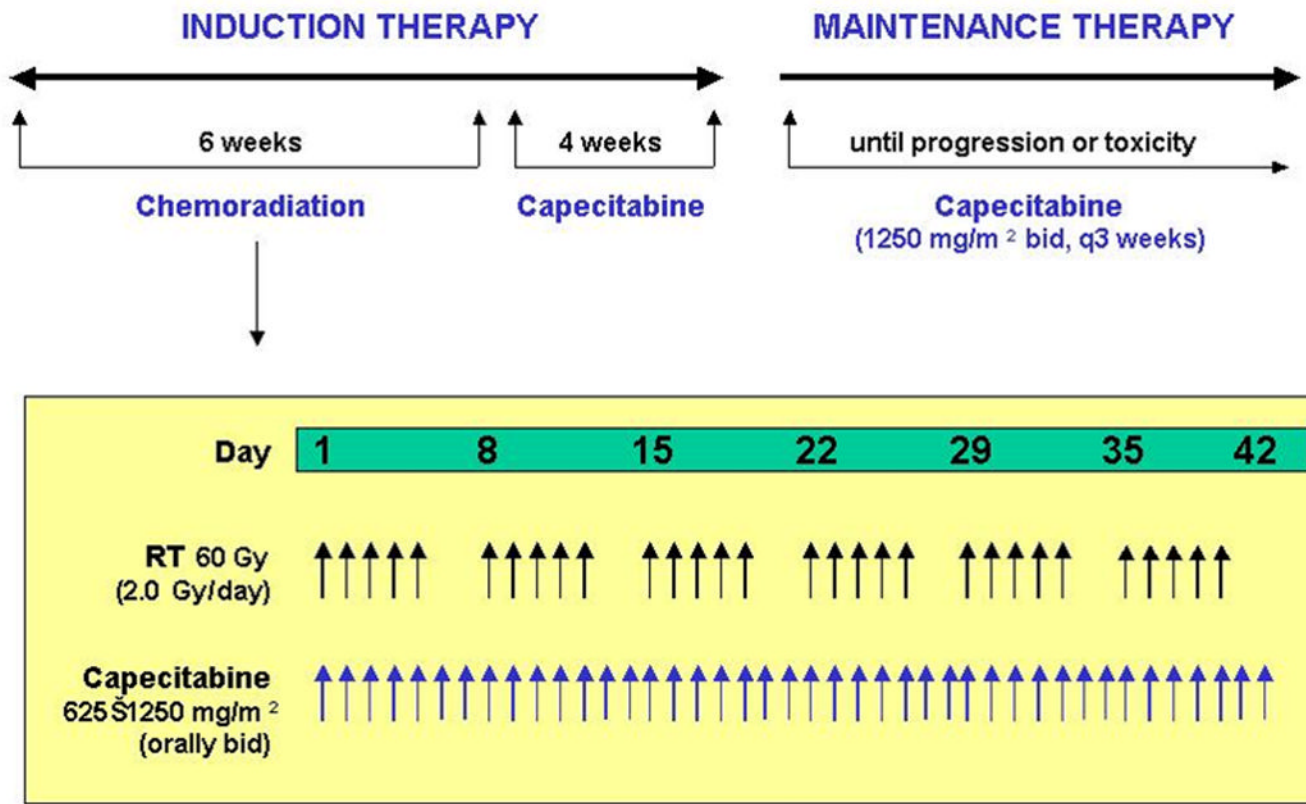 INDUCTION THERAPY
MAINTENANCE THERAPY
6 weeks
4 weeks
until progression or toxicity
Chemoradiation
Capecitabine
Capecitabine
(1250 mg/m ² bid, q3 weeks)
Day 1 8 15 22 29 35 42
RT 60 Gy
(2.0 Gy/day)
Capecitabine
625Š1250 mg/m ²
(orally bid)